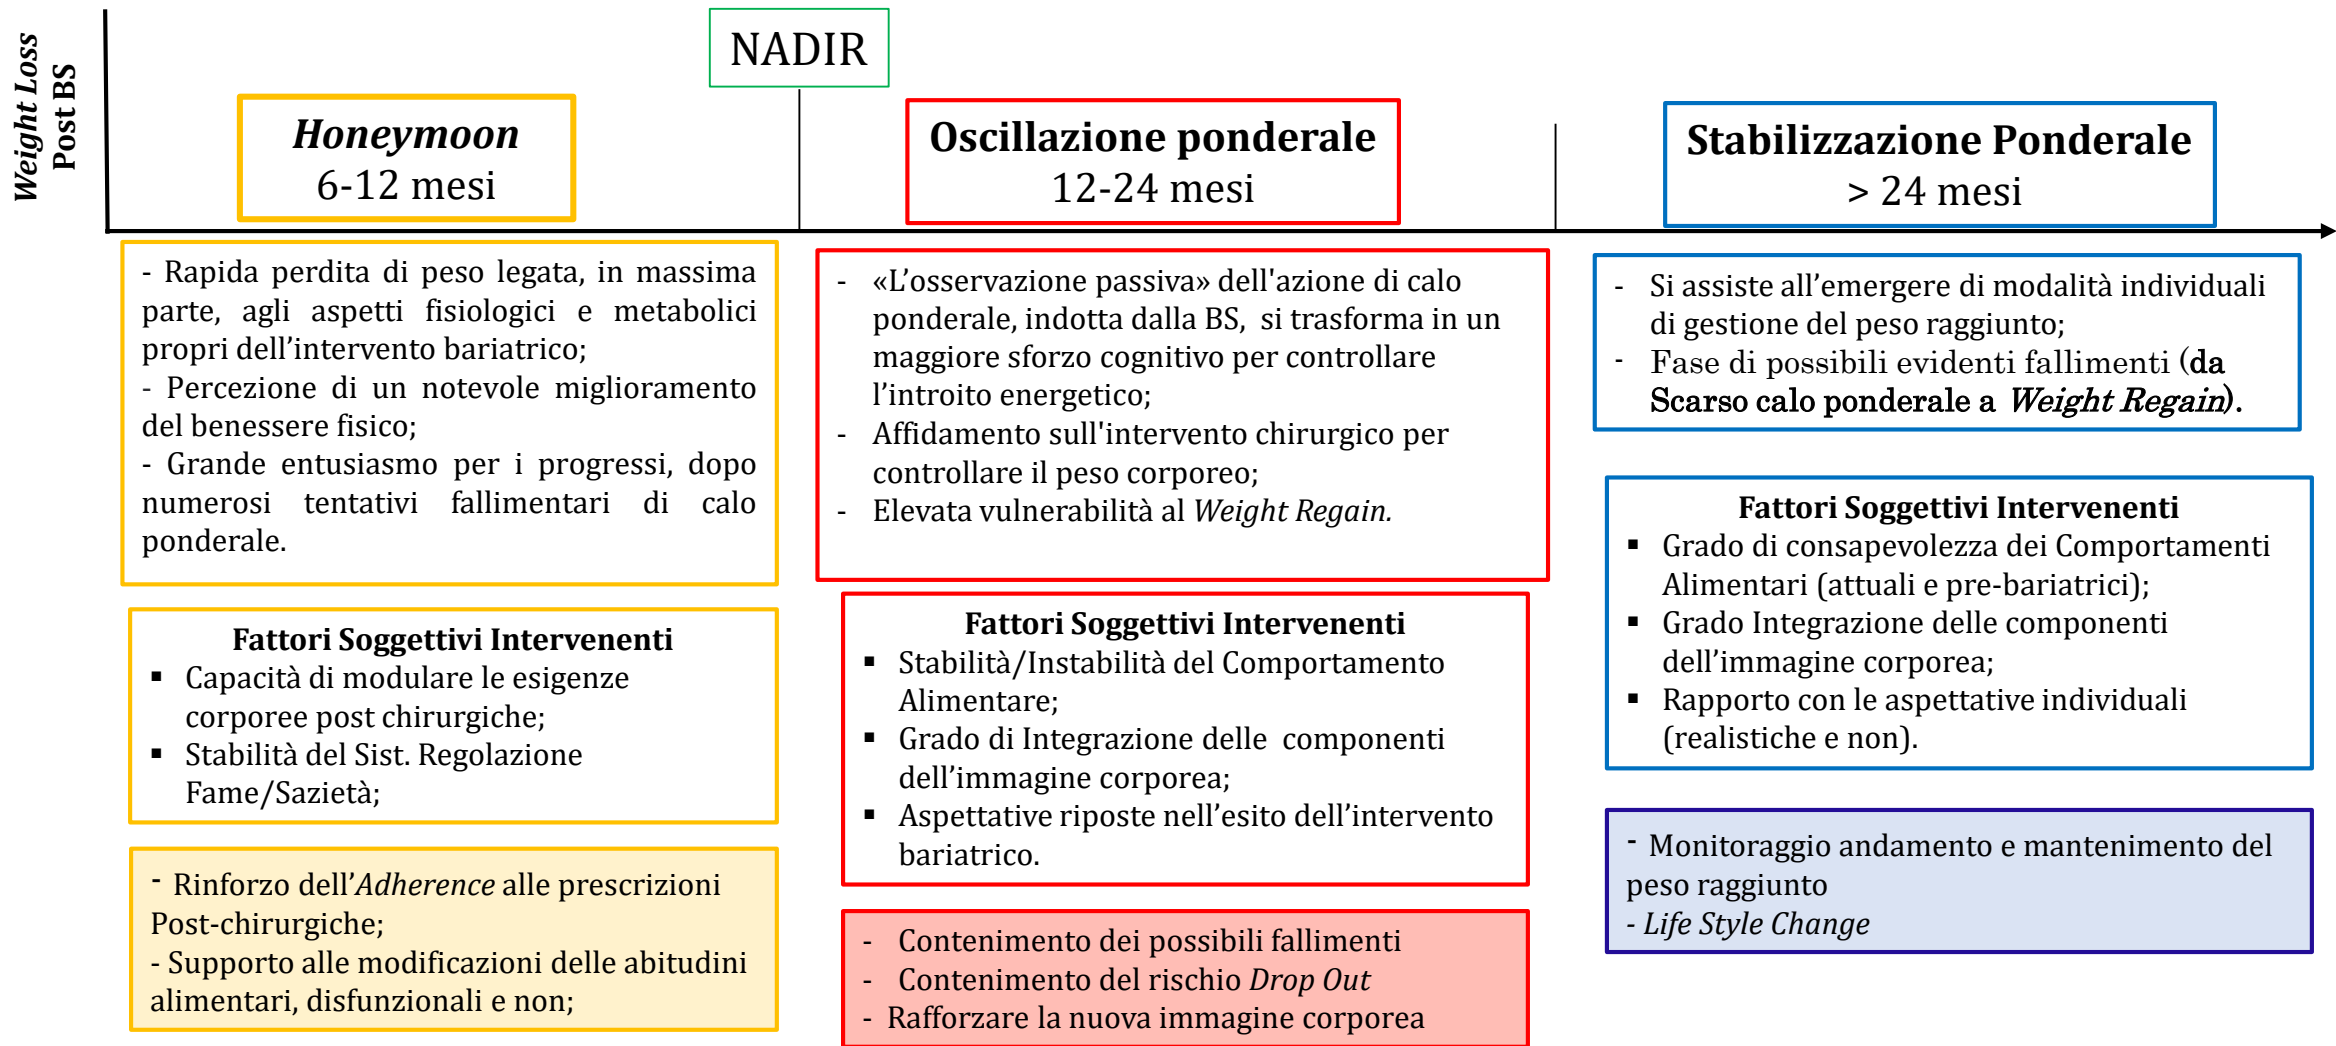 Weight Loss
Post BS
NADIR
Honeymoon
6-12 mesi
Oscillazione ponderale
12-24 mesi
Stabilizzazione Ponderale
> 24 mesi
- Rapida perdita di peso legata, in massima
parte, agli aspetti fisiologici e metabolici
propri dell’intervento bariatrico;
- Percezione di un notevole miglioramento
del benessere fisico;
- Grande entusiasmo per i progressi, dopo
numerosi tentativi fallimentari di calo
ponderale.
Fattori Soggettivi Intervenenti
▪ Capacità di modulare le esigenze
corporee post chirurgiche;
▪ Stabilità del Sist. Regolazione
Fame/Sazietà;
- Rinforzo dell’Adherence alle prescrizioni
Post-chirurgiche;
- Supporto alle modificazioni delle abitudini
alimentari, disfunzionali e non;
- «L’osservazione passiva» dell'azione di calo
ponderale, indotta dalla BS, si trasforma in un
maggiore sforzo cognitivo per controllare
l’introito energetico;
- Affidamento sull'intervento chirurgico per
controllare il peso corporeo;
- Elevata vulnerabilità al Weight Regain.
Fattori Soggettivi Intervenenti
▪ Stabilità/Instabilità del Comportamento
Alimentare;
▪ Grado di Integrazione delle componenti
dell’immagine corporea;
▪ Aspettative riposte nell’esito dell’intervento
bariatrico.
- Contenimento dei possibili fallimenti
- Contenimento del rischio Drop Out
- Rafforzare la nuova immagine corporea
- Si assiste all’emergere di modalità individuali
di gestione del peso raggiunto;
- Fase di possibili evidenti fallimenti (da
Scarso calo ponderale a Weight Regain).
Fattori Soggettivi Intervenenti
▪ Grado di consapevolezza dei Comportamenti
Alimentari (attuali e pre-bariatrici);
▪ Grado Integrazione delle componenti
dell’immagine corporea;
▪ Rapporto con le aspettative individuali
(realistiche e non).
- Monitoraggio andamento e mantenimento del
peso raggiunto
- Life Style Change